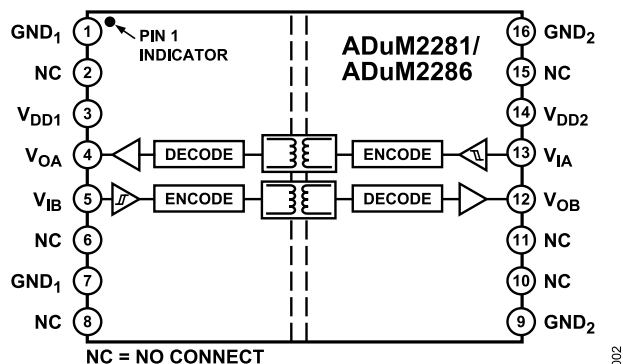 GND1 1 PIN 1 INDICATOR ADuM2281/ 16 GND2
ADuM2286
NC 2 15 NC
VDD1 3 14 VDD2
VOA 4 DECODE ENCODE 13 VIA
VIB 5 ENCODE DECODE 12 VOB
NC 6 11 NC
GND1 7 10 NC
NC 8 9 GND2
NC = NO CONNECT
002